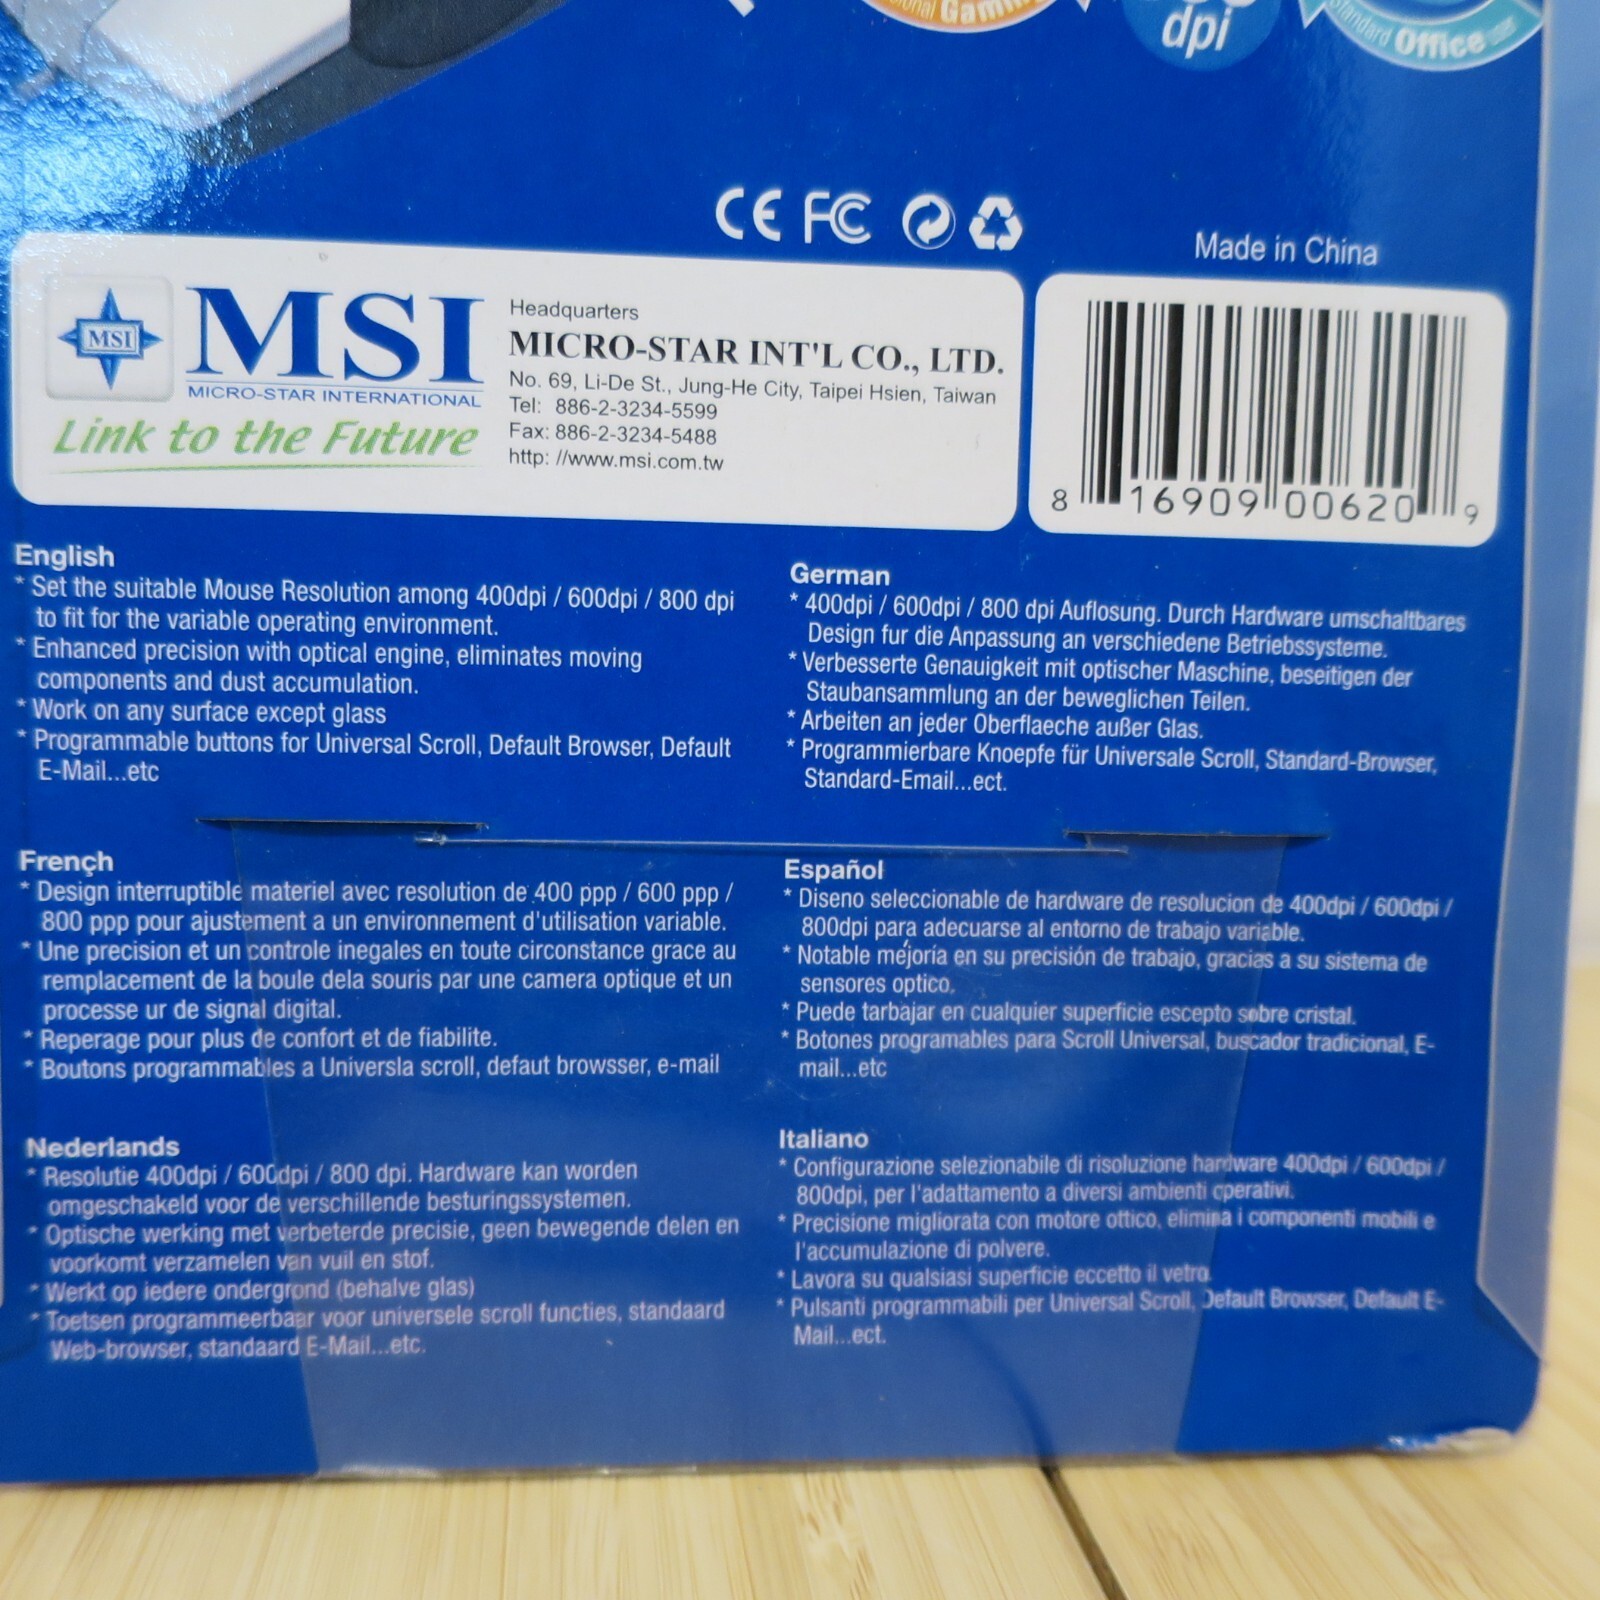 Gaming
dpi
Standard Office user
CE FC
Made in China
MSI
MSI
MICRO-STAR INTERNATIONAL
Link to the Future
Headquarters
MICRO-STAR INT'L CO., LTD.
No. 69, Li-De St., Jung-He City, Taipei Hsien, Taiwan
Tel: 886-2-3234-5599
Fax: 886-2-3234-5488
http: //www.msi.com.tw
8 16909 00620 9
English
* Set the suitable Mouse Resolution among 400dpi / 600dpi / 800 dpi
to fit for the variable operating environment.
* Enhanced precision with optical engine, eliminates moving
components and dust accumulation.
* Work on any surface except glass
* Programmable buttons for Universal Scroll, Default Browser, Default
E-Mail...etc
German
* 400dpi / 600dpi / 800 dpi Auflosung. Durch Hardware umschaltbares
Design fur die Anpassung an verschiedene Betriebssysteme.
* Verbesserte Genauigkeit mit optischer Maschine, beseitigen der
Staubansammlung an der beweglichen Teilen.
* Arbeiten an jeder Oberflaeche außer Glas.
* Programmierbare Knoepfe für Universale Scroll, Standard-Browser,
Standard-Email...ect.
Frençh
* Design interruptible materiel avec resolution de 400 ppp / 600 ppp /
800 ppp pour ajustement a un environnement d'utilisation variable.
* Une precision et un controle inegales en toute circonstance grace au
remplacement de la boule dela souris par une camera optique et un
processe ur de signal digital.
* Reperage pour plus de confort et de fiabilite.
* Boutons programmables a Universla scroll, defaut browsser, e-mail
Español
* Diseno seleccionable de hardware de resolucion de 400dpi / 600dpi /
800dpi para adecuarse al entorno de trabajo variable.
* Notable méjoría en su precisión de trabajo, gracias a su sistema de
sensores optico.
* Puede tarbajar en cualquier superficie escepto sobre cristal.
* Botones programables para Scroll Universal, buscador tradicional, E-
mail...etc
Nederlands
* Resolutie 400dpi / 600dpi / 800 dpi. Hardware kan worden
omgeschakeld voor de verschillende besturingssystemen.
* Optische werking met verbeterde precisie, geen bewegende delen en
voorkomt verzamelen van vuil en stof.
* Werkt op iedere ondergrond (behalve glas)
* Toetsen programmeerbaar voor universele scroll functies, standaard
Web-browser, standaard E-Mail...etc.
Italiano
* Configurazione selezionabile di risoluzione hardware 400dpi / 600dpi /
800dpi, per l'adattamento a diversi ambienti operativi.
* Precisione migliorata con motore ottico, elimina i componenti mobili e
l'accumulazione di polvere.
* Lavora su qualsiasi superficie eccetto il vetro.
* Pulsanti programmabili per Universal Scroll, Default Browser, Default E-
Mail...ect.